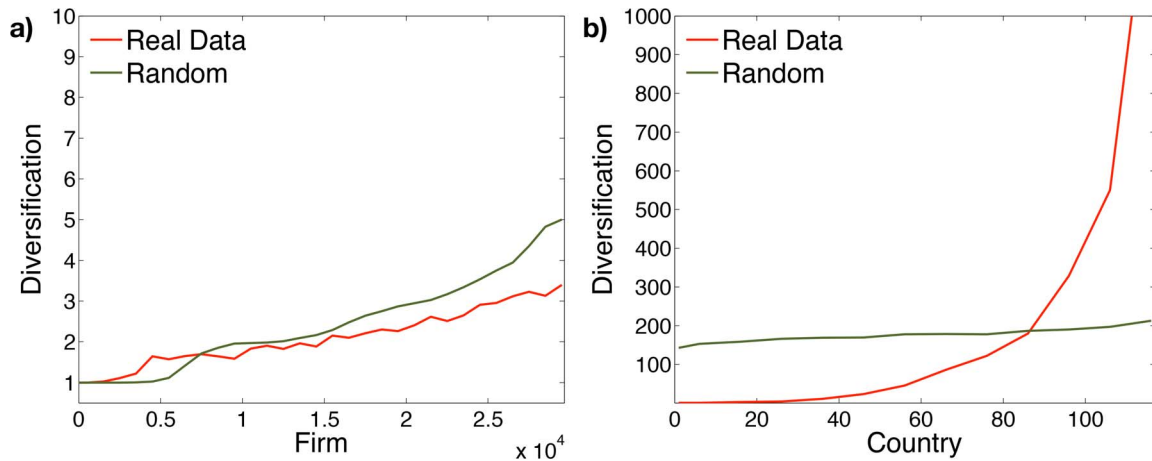 a)
Real Data
Random
Diversification
10
9
8
7
6
5
4
3
2
1
0
0.5
1
1.5
2
2.5
Firm
x 10^4
b)
Real Data
Random
Diversification
1000
900
800
700
600
500
400
300
200
100
0
20
40
60
80
100
Country